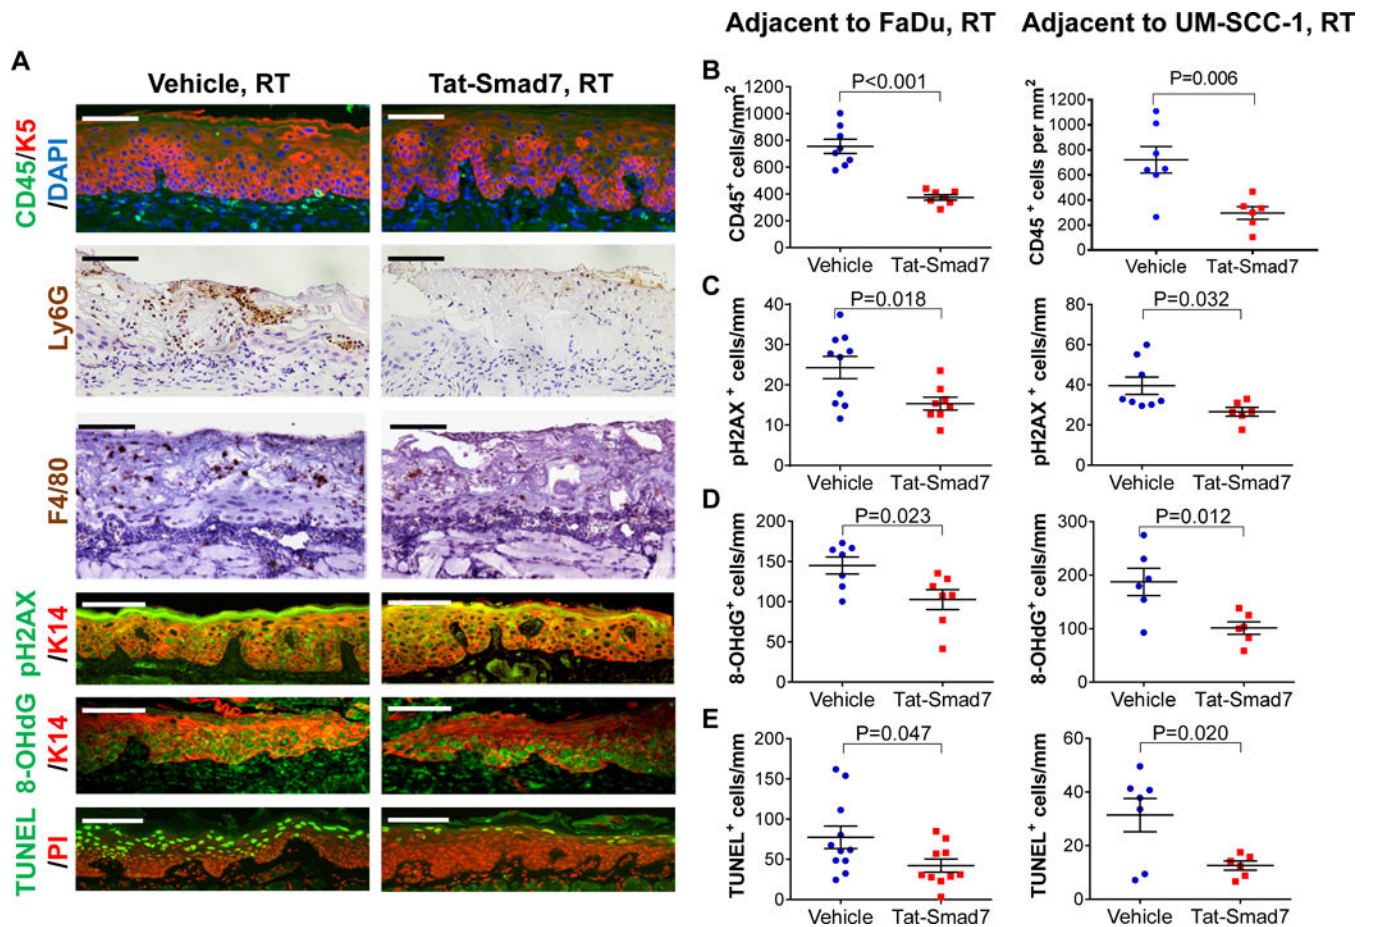 Adjacent to FaDu, RT
Adjacent to UM-SCC-1, RT
A
Vehicle, RT
Tat-Smad7, RT
CD45/K5
/DAPI
Ly6G
F4/80
pH2AX
/K14
8-OHdG
/K14
TUNEL
/PI
B
CD45⁺ cells/mm²
1200
1000
800
600
400
200
0
P<0.001
Vehicle
Tat-Smad7
CD45⁺ cells per mm²
1200
1000
800
600
400
200
0
P=0.006
Vehicle
Tat-Smad7
C
pH2AX⁺ cells/mm
40
30
20
10
0
P=0.018
Vehicle
Tat-Smad7
pH2AX⁺ cells/mm
80
60
40
20
0
P=0.032
Vehicle
Tat-Smad7
D
8-OHdG⁺ cells/mm
200
150
100
50
0
P=0.023
Vehicle
Tat-Smad7
8-OHdG⁺ cells/mm
300
200
100
0
P=0.012
Vehicle
Tat-Smad7
E
TUNEL⁺ cells/mm
200
150
100
50
0
P=0.047
Vehicle
Tat-Smad7
TUNEL⁺ cells/mm
60
40
20
0
P=0.020
Vehicle
Tat-Smad7